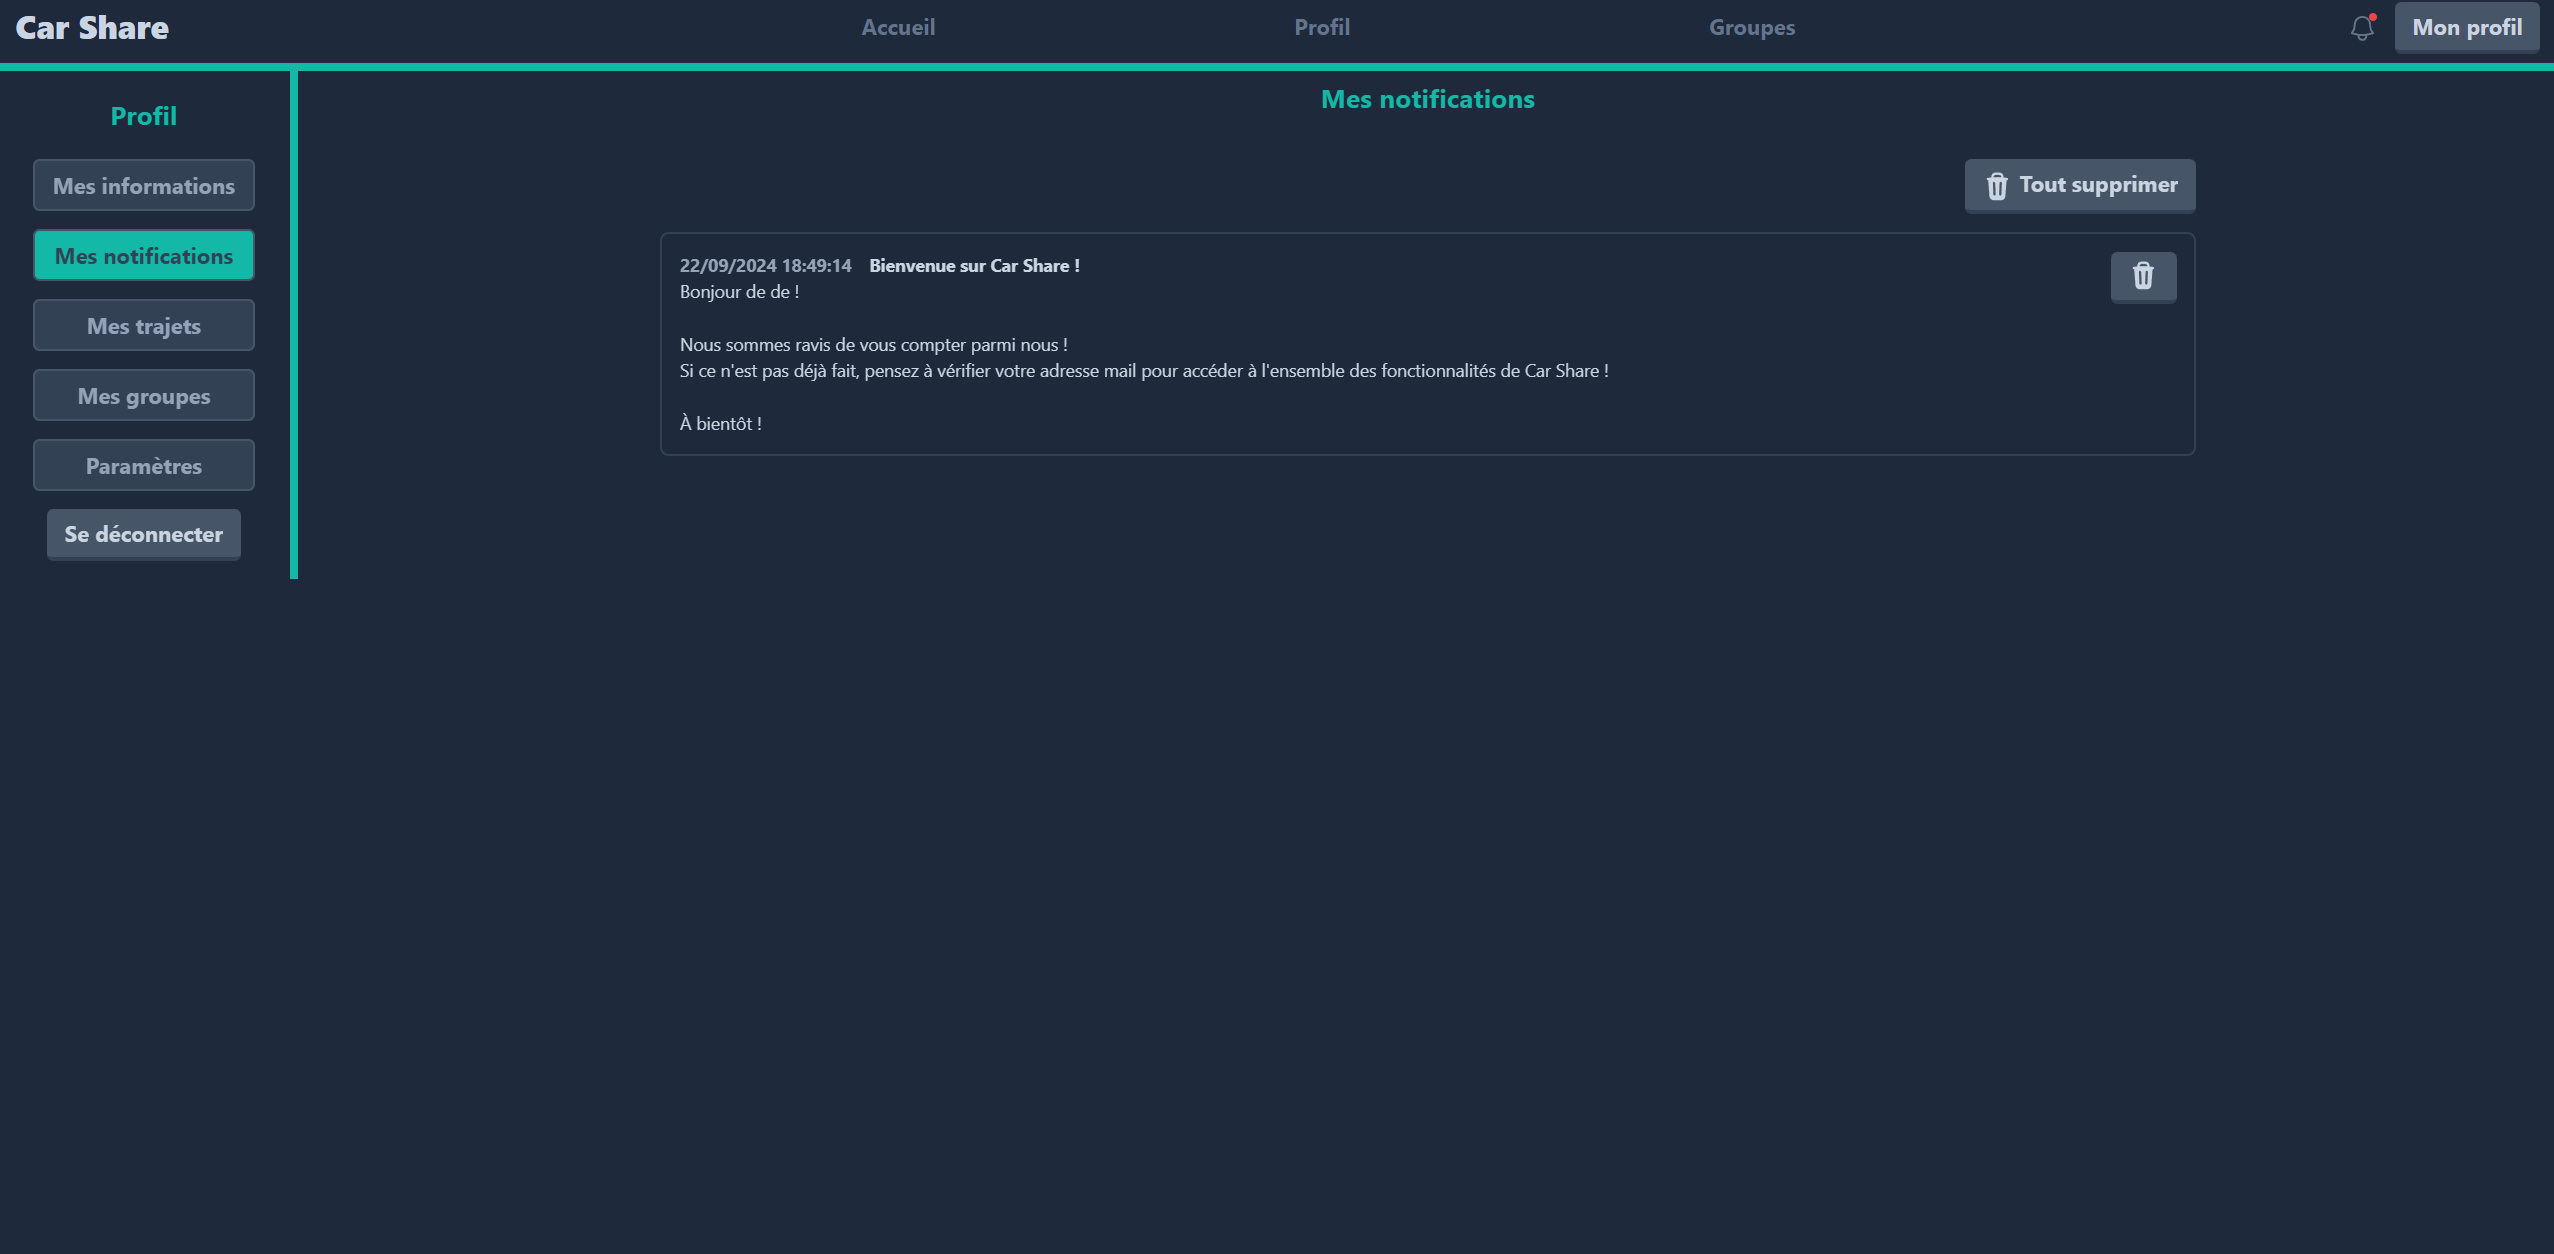 Car Share
Accueil
Profil
Groupes
Mon profil
Profil
Mes informations
Mes notifications
Mes trajets
Mes groupes
Paramètres
Se déconnecter
Mes notifications
Tout supprimer
22/09/2024 18:49:14 Bienvenue sur Car Share !
Bonjour de de !
Nous sommes ravis de vous compter parmi nous !
Si ce n'est pas déjà fait, pensez à vérifier votre adresse mail pour accéder à l'ensemble des fonctionnalités de Car Share !
À bientôt !